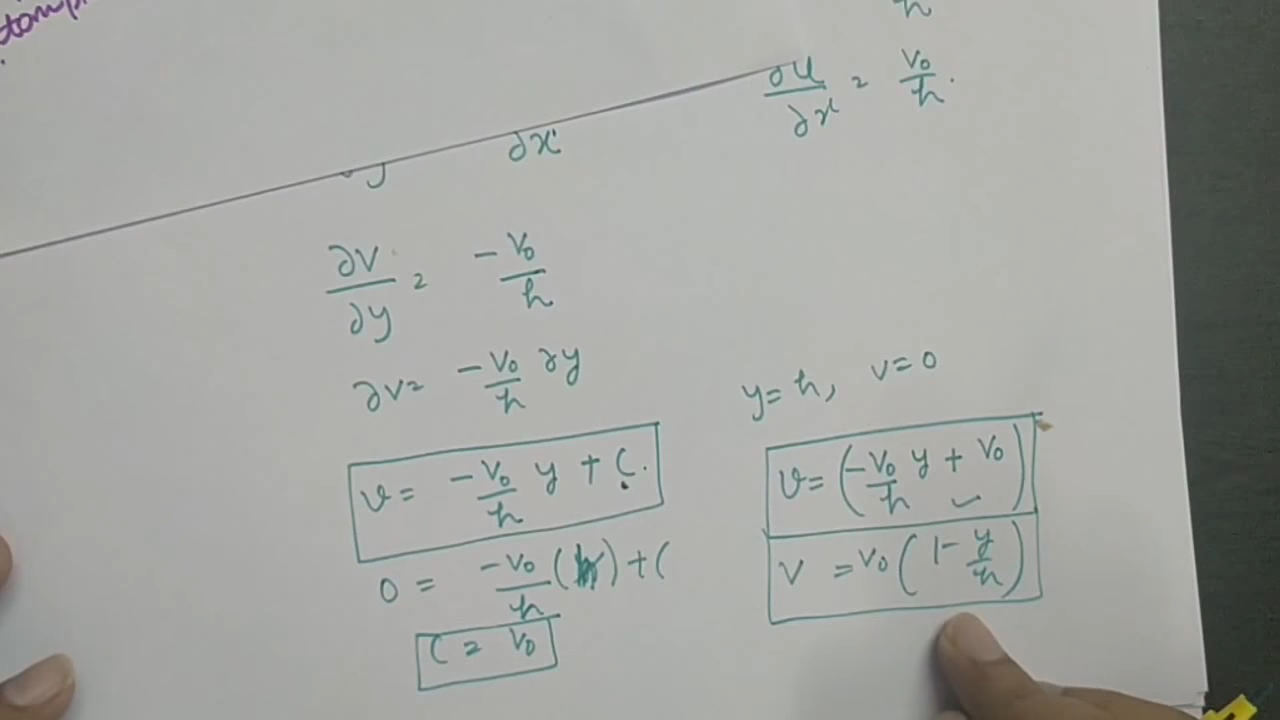 h
∂u/∂x = V₀/h.
∂x
∂V/∂y = -V₀/h
∂V = -V₀/h ∂y
y = h, v = 0
v = -V₀/h y + C.
v = (-V₀/h y + V₀)
0 = -V₀/h (h) + C
V = V₀(1 - y/h)
C = V₀